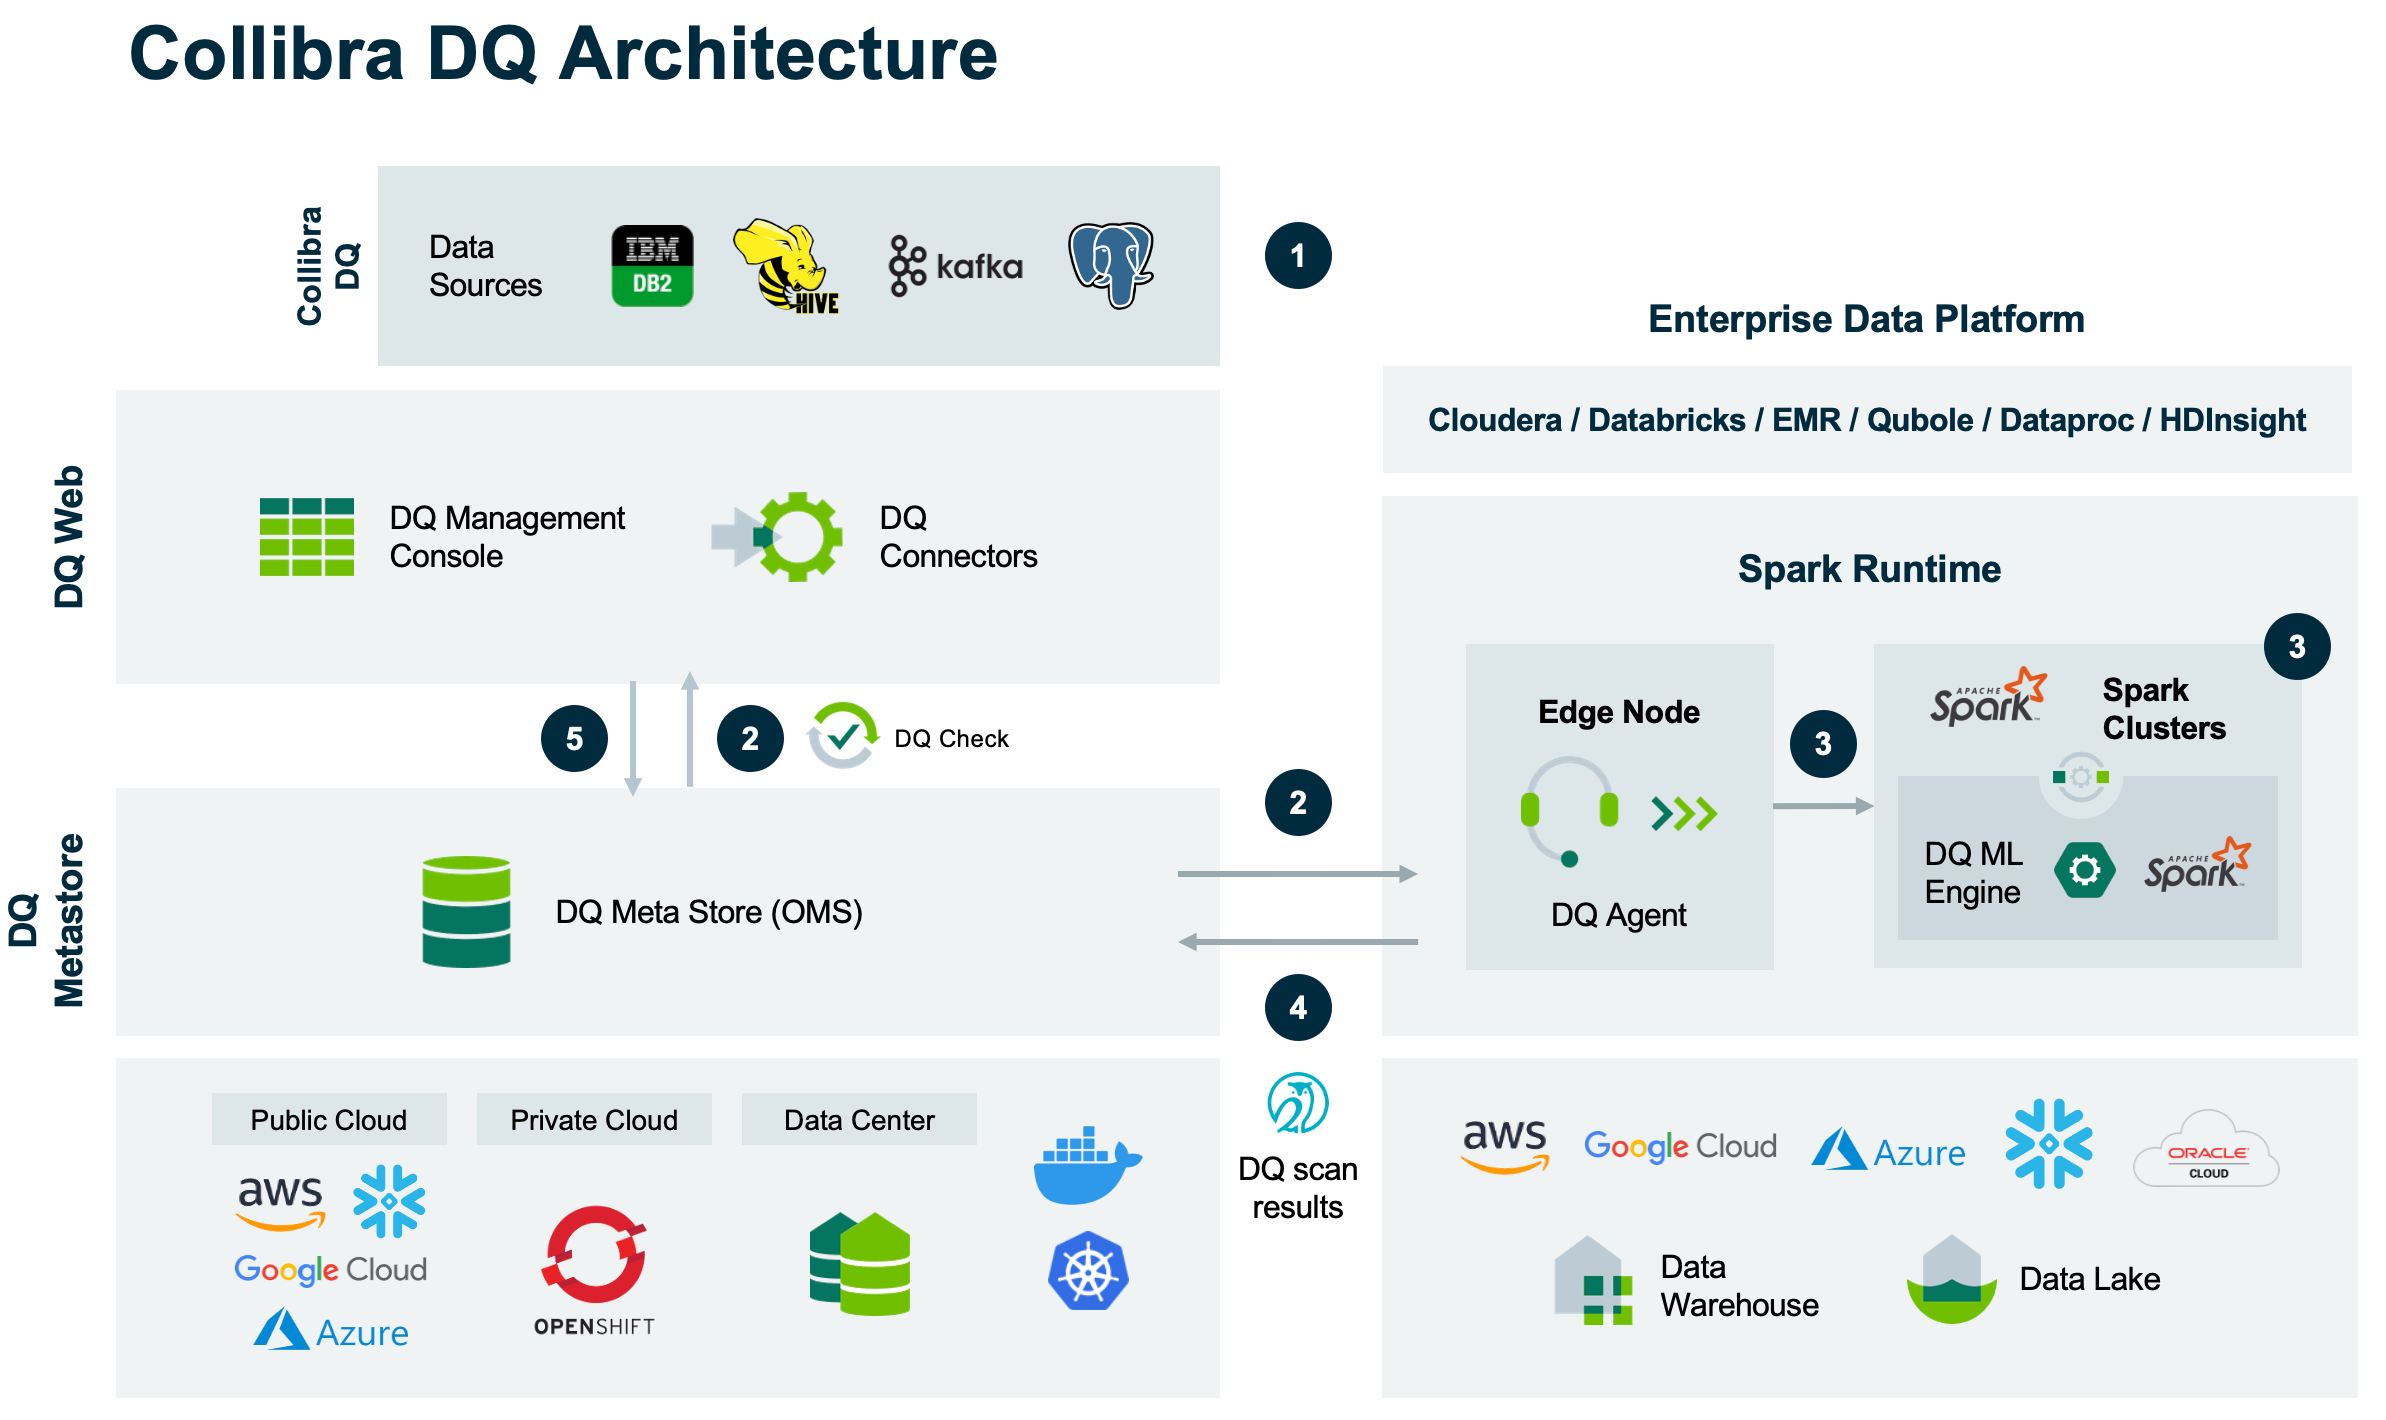 Collibra DQ Architecture
Collibra
DQ
Data
Sources
IBM
DB2
HIVE
kafka
1
Enterprise Data Platform
Cloudera / Databricks / EMR / Qubole / Dataproc / HDInsight
DQ Web
DQ Management
Console
DQ
Connectors
5
2
DQ Check
Spark Runtime
Edge Node
DQ Agent
3
3
APACHE
Spark™
Spark
Clusters
DQ ML
Engine
APACHE
Spark™
DQ
Metastore
DQ Meta Store (OMS)
2
4
DQ scan
results
Public Cloud
Private Cloud
Data Center
aws
Google Cloud
Azure
OPENSHIFT
aws
Google Cloud
Azure
ORACLE®
CLOUD
Data
Warehouse
Data Lake